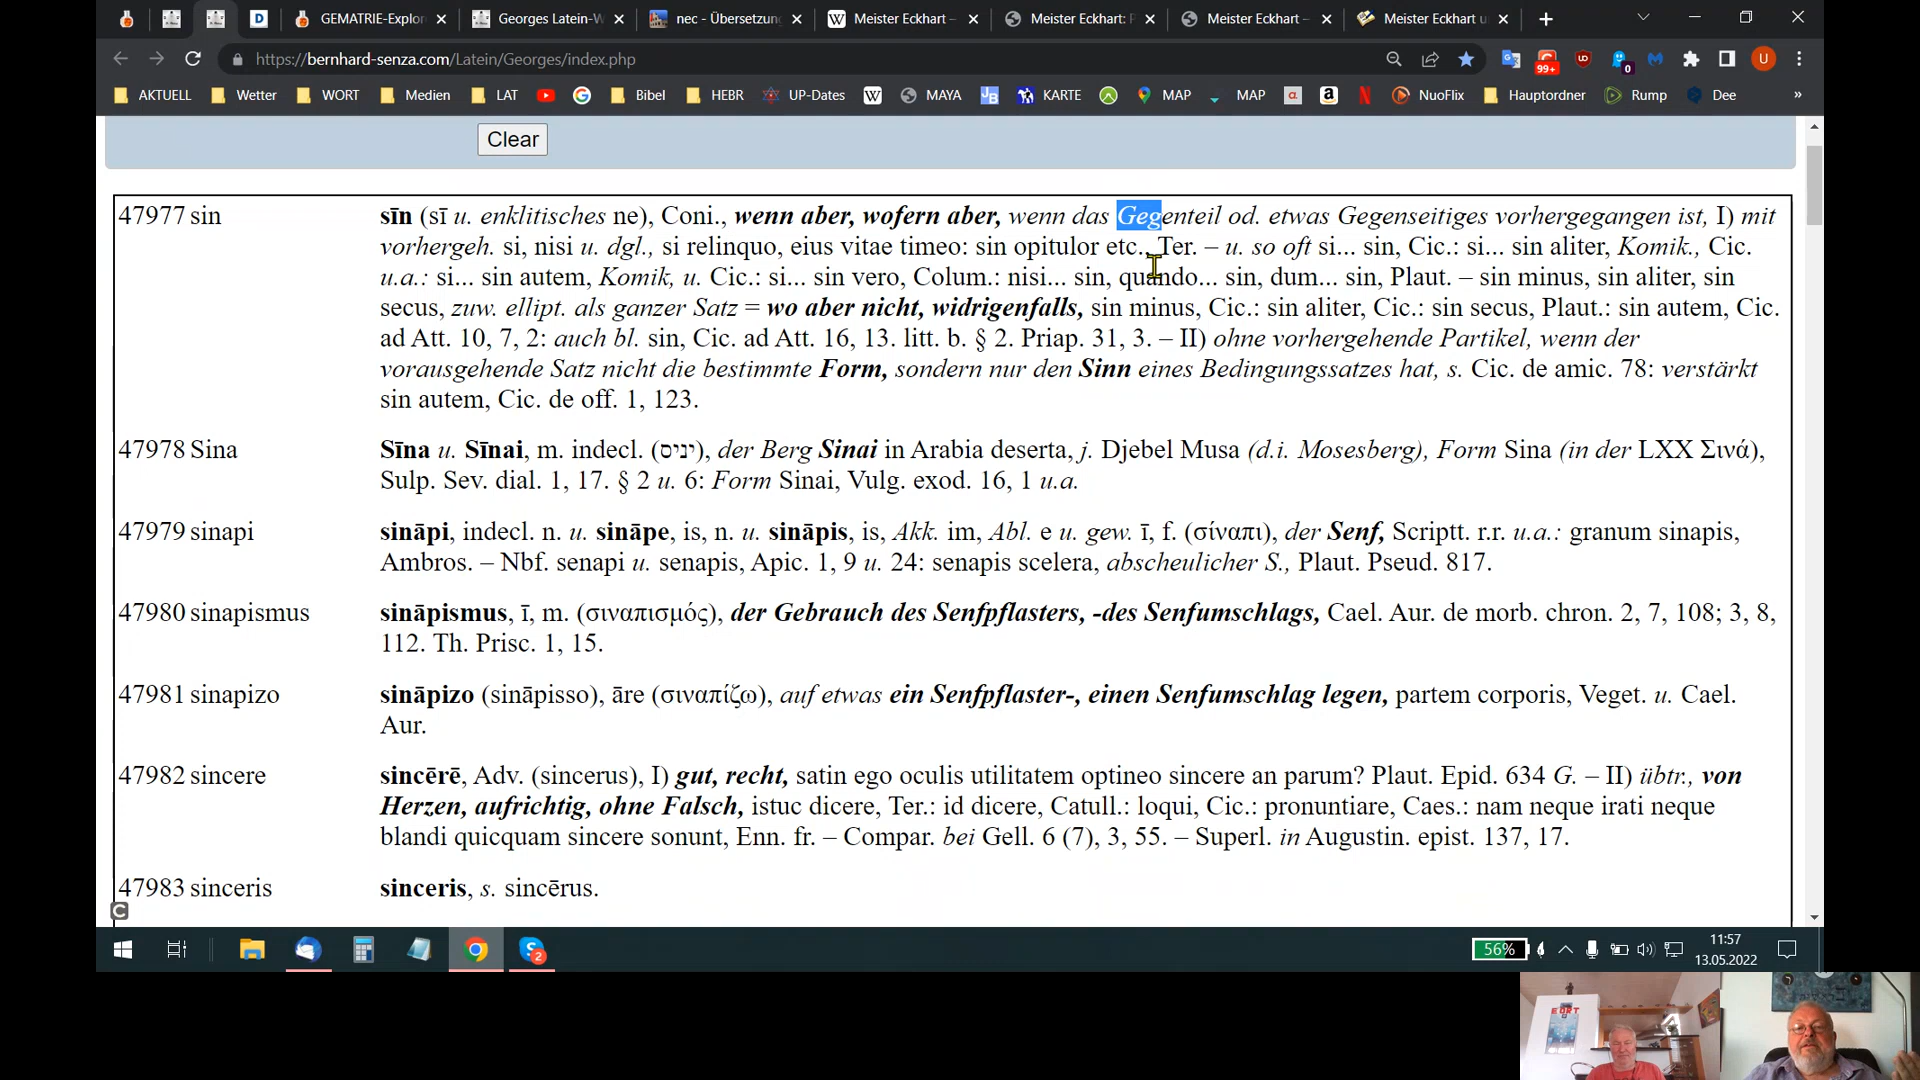 GEMATRIE-Explor
Georges Latein-W
nec - Übersetzun
Meister Eckhart –
Meister Eckhart: P
Meister Eckhart –
Meister Eckhart u
https://bernhard-senza.com/Latein/Georges/index.php
99+
0
U
AKTUELL
Wetter
WORT
Medien
LAT
Bibel
HEBR
UP-Dates
MAYA
KARTE
MAP
MAP
NuoFlix
Hauptordner
Rump
Dee
»
Clear
47977 sin sīn (sī u. enklitisches ne), Coni., wenn aber, wofern aber, wenn das Gegenteil od. etwas Gegenseitiges vorhergegangen ist, I) mit
vorhergeh. si, nisi u. dgl., si relinquo, eius vitae timeo: sin opitulor etc., Ter. – u. so oft si... sin, Cic.: si... sin aliter, Komik., Cic.
u.a.: si... sin autem, Komik, u. Cic.: si... sin vero, Colum.: nisi... sin, quando... sin, dum... sin, Plaut. – sin minus, sin aliter, sin
secus, zuw. ellipt. als ganzer Satz = wo aber nicht, widrigenfalls, sin minus, Cic.: sin aliter, Cic.: sin secus, Plaut.: sin autem, Cic.
ad Att. 10, 7, 2: auch bl. sin, Cic. ad Att. 16, 13. litt. b. § 2. Priap. 31, 3. – II) ohne vorhergehende Partikel, wenn der
vorausgehende Satz nicht die bestimmte Form, sondern nur den Sinn eines Bedingungssatzes hat, s. Cic. de amic. 78: verstärkt
sin autem, Cic. de off. 1, 123.
47978 Sina Sīna u. Sīnai, m. indecl. (יניס), der Berg Sinai in Arabia deserta, j. Djebel Musa (d.i. Mosesberg), Form Sina (in der LXX Σινά),
Sulp. Sev. dial. 1, 17. § 2 u. 6: Form Sinai, Vulg. exod. 16, 1 u.a.
47979 sinapi sināpi, indecl. n. u. sināpe, is, n. u. sināpis, is, Akk. im, Abl. e u. gew. ī, f. (σίναπι), der Senf, Scriptt. r.r. u.a.: granum sinapis,
Ambros. – Nbf. senapi u. senapis, Apic. 1, 9 u. 24: senapis scelera, abscheulicher S., Plaut. Pseud. 817.
47980 sinapismus sināpismus, ī, m. (σιναπισμός), der Gebrauch des Senfpflasters, -des Senfumschlags, Cael. Aur. de morb. chron. 2, 7, 108; 3, 8,
112. Th. Prisc. 1, 15.
47981 sinapizo sināpizo (sināpisso), āre (σιναπίζω), auf etwas ein Senfpflaster-, einen Senfumschlag legen, partem corporis, Veget. u. Cael.
Aur.
47982 sincere sincērē, Adv. (sincerus), I) gut, recht, satin ego oculis utilitatem optineo sincere an parum? Plaut. Epid. 634 G. – II) übtr., von
Herzen, aufrichtig, ohne Falsch, istuc dicere, Ter.: id dicere, Catull.: loqui, Cic.: pronuntiare, Caes.: nam neque irati neque
blandi quicquam sincere sonunt, Enn. fr. – Compar. bei Gell. 6 (7), 3, 55. – Superl. in Augustin. epist. 137, 17.
47983 sinceris sinceris, s. sincērus.
2
56%
11:57
13.05.2022